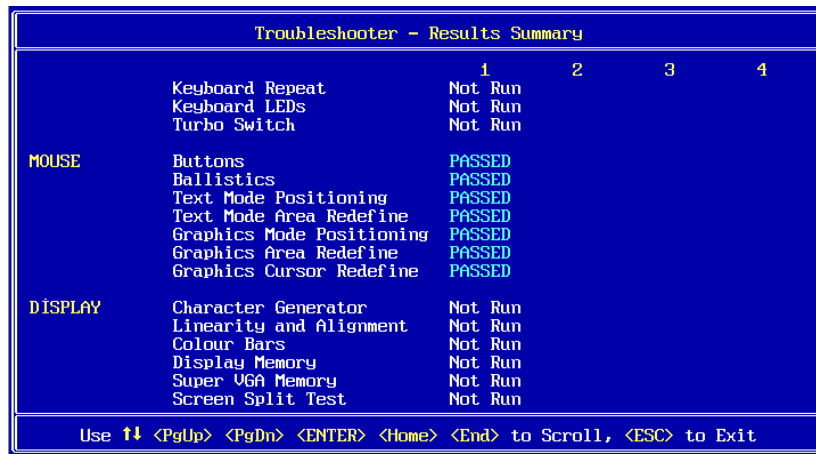 Troubleshooter - Results Summary
1 2 3 4
Keyboard Repeat Not Run
Keyboard LEDs Not Run
Turbo Switch Not Run
MOUSE Buttons PASSED
Ballistics PASSED
Text Mode Positioning PASSED
Text Mode Area Redefine PASSED
Graphics Mode Positioning PASSED
Graphics Area Redefine PASSED
Graphics Cursor Redefine PASSED
DİSPLAY Character Generator Not Run
Linearity and Alignment Not Run
Colour Bars Not Run
Display Memory Not Run
Super VGA Memory Not Run
Screen Split Test Not Run
Use ↑↓ <PgUp> <PgDn> <ENTER> <Home> <End> to Scroll, <ESC> to Exit